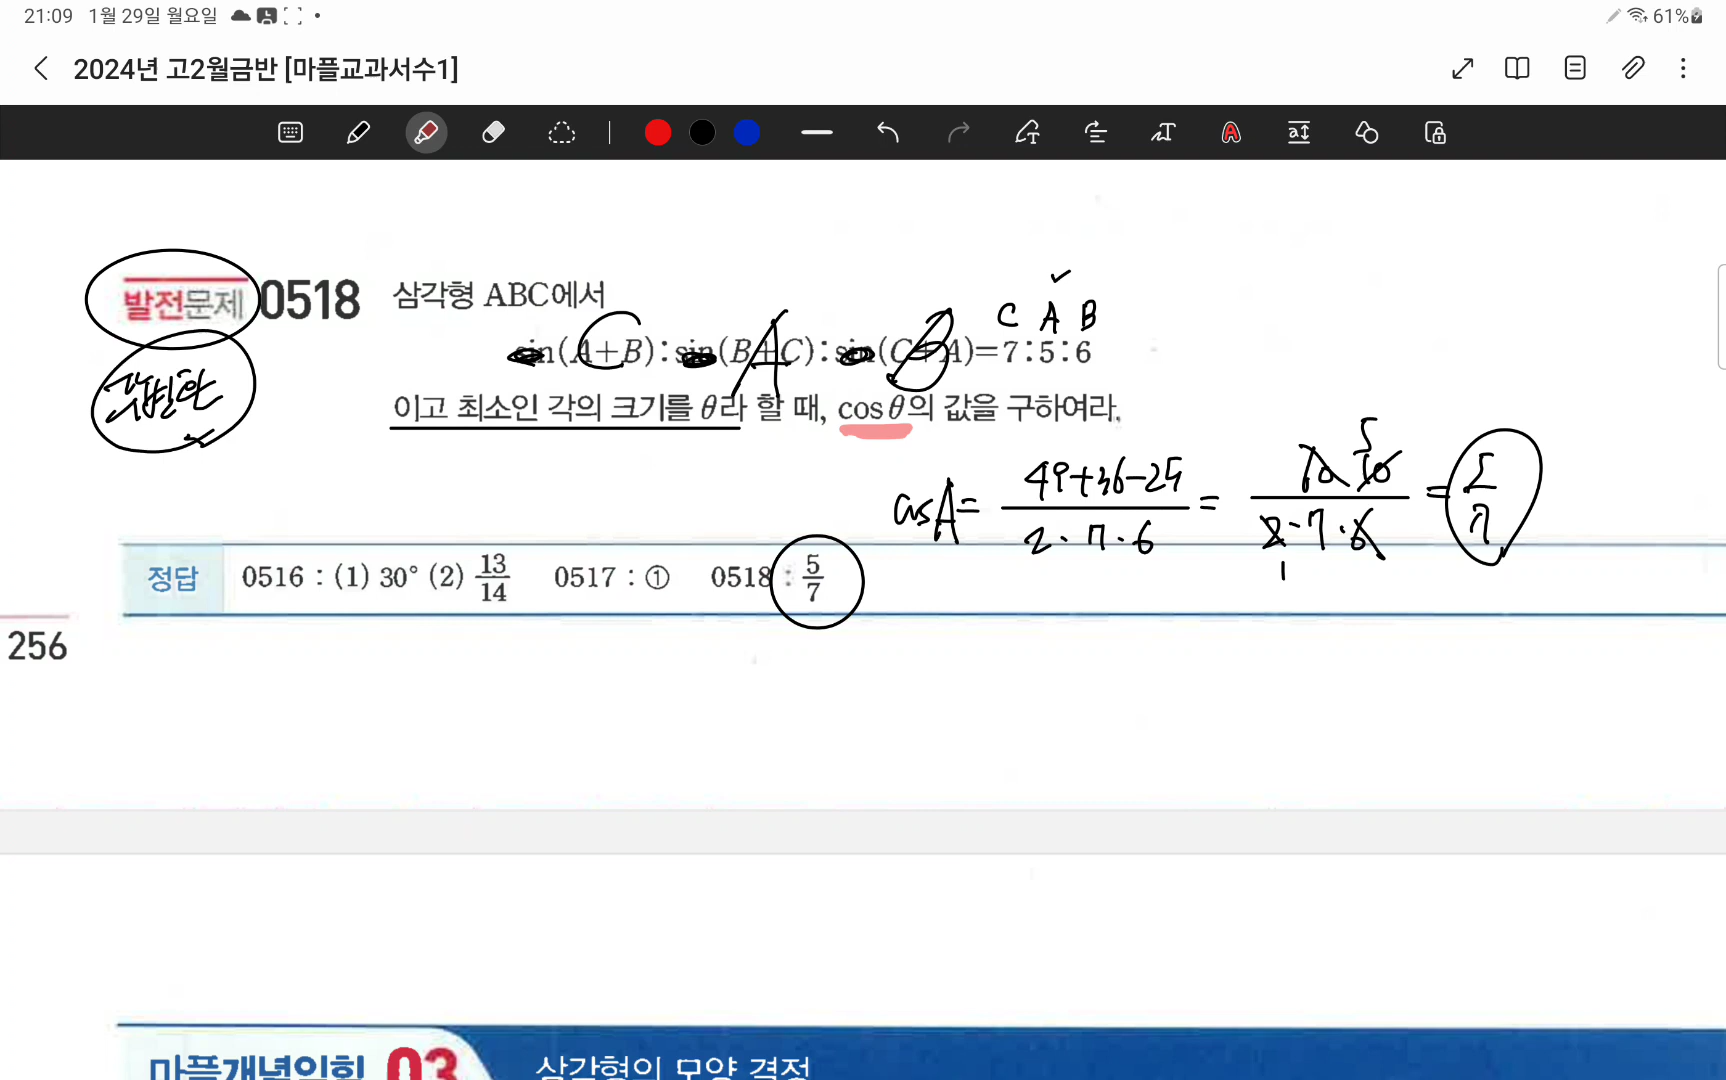 21:09 1월 29일 월요일
61%
2024년 고2월금반 [마플교과서수1]
발전문제 0518 삼각형 ABC에서
C A B
sin(A+B) : sin(B+C) : sin(C+A)=7 : 5 : 6
C A B
이고 최소인 각의 크기를 θ라 할 때, cosθ의 값을 구하여라.
cosA = 49+36-25 / 2·7·6 = 10 10 5 / 2·7·6 1 = 5/7
정답 0516 : (1) 30° (2) 13/14 0517 : ① 0518 : 5/7
256
마플개념익힘 03 삼각형의 모양 결정